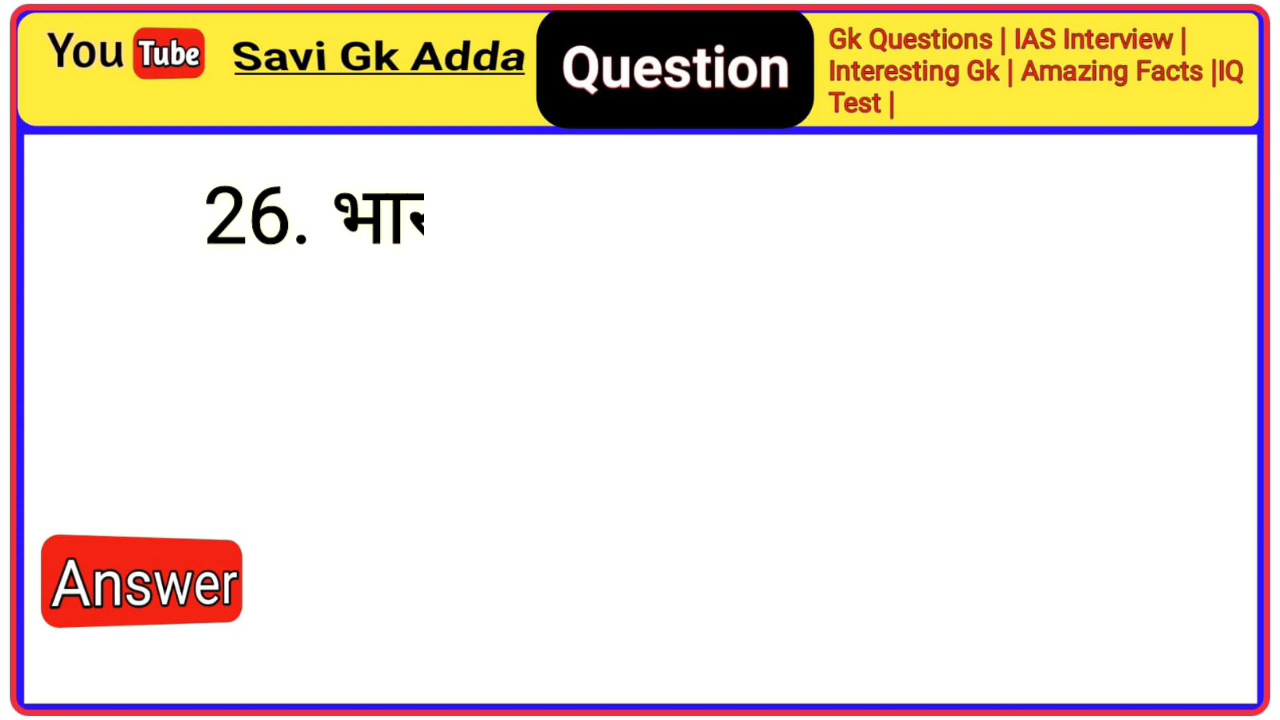 You Tube Savi Gk Adda
Question
Gk Questions | IAS Interview |
Interesting Gk | Amazing Facts |IQ
Test |
26.
Answer